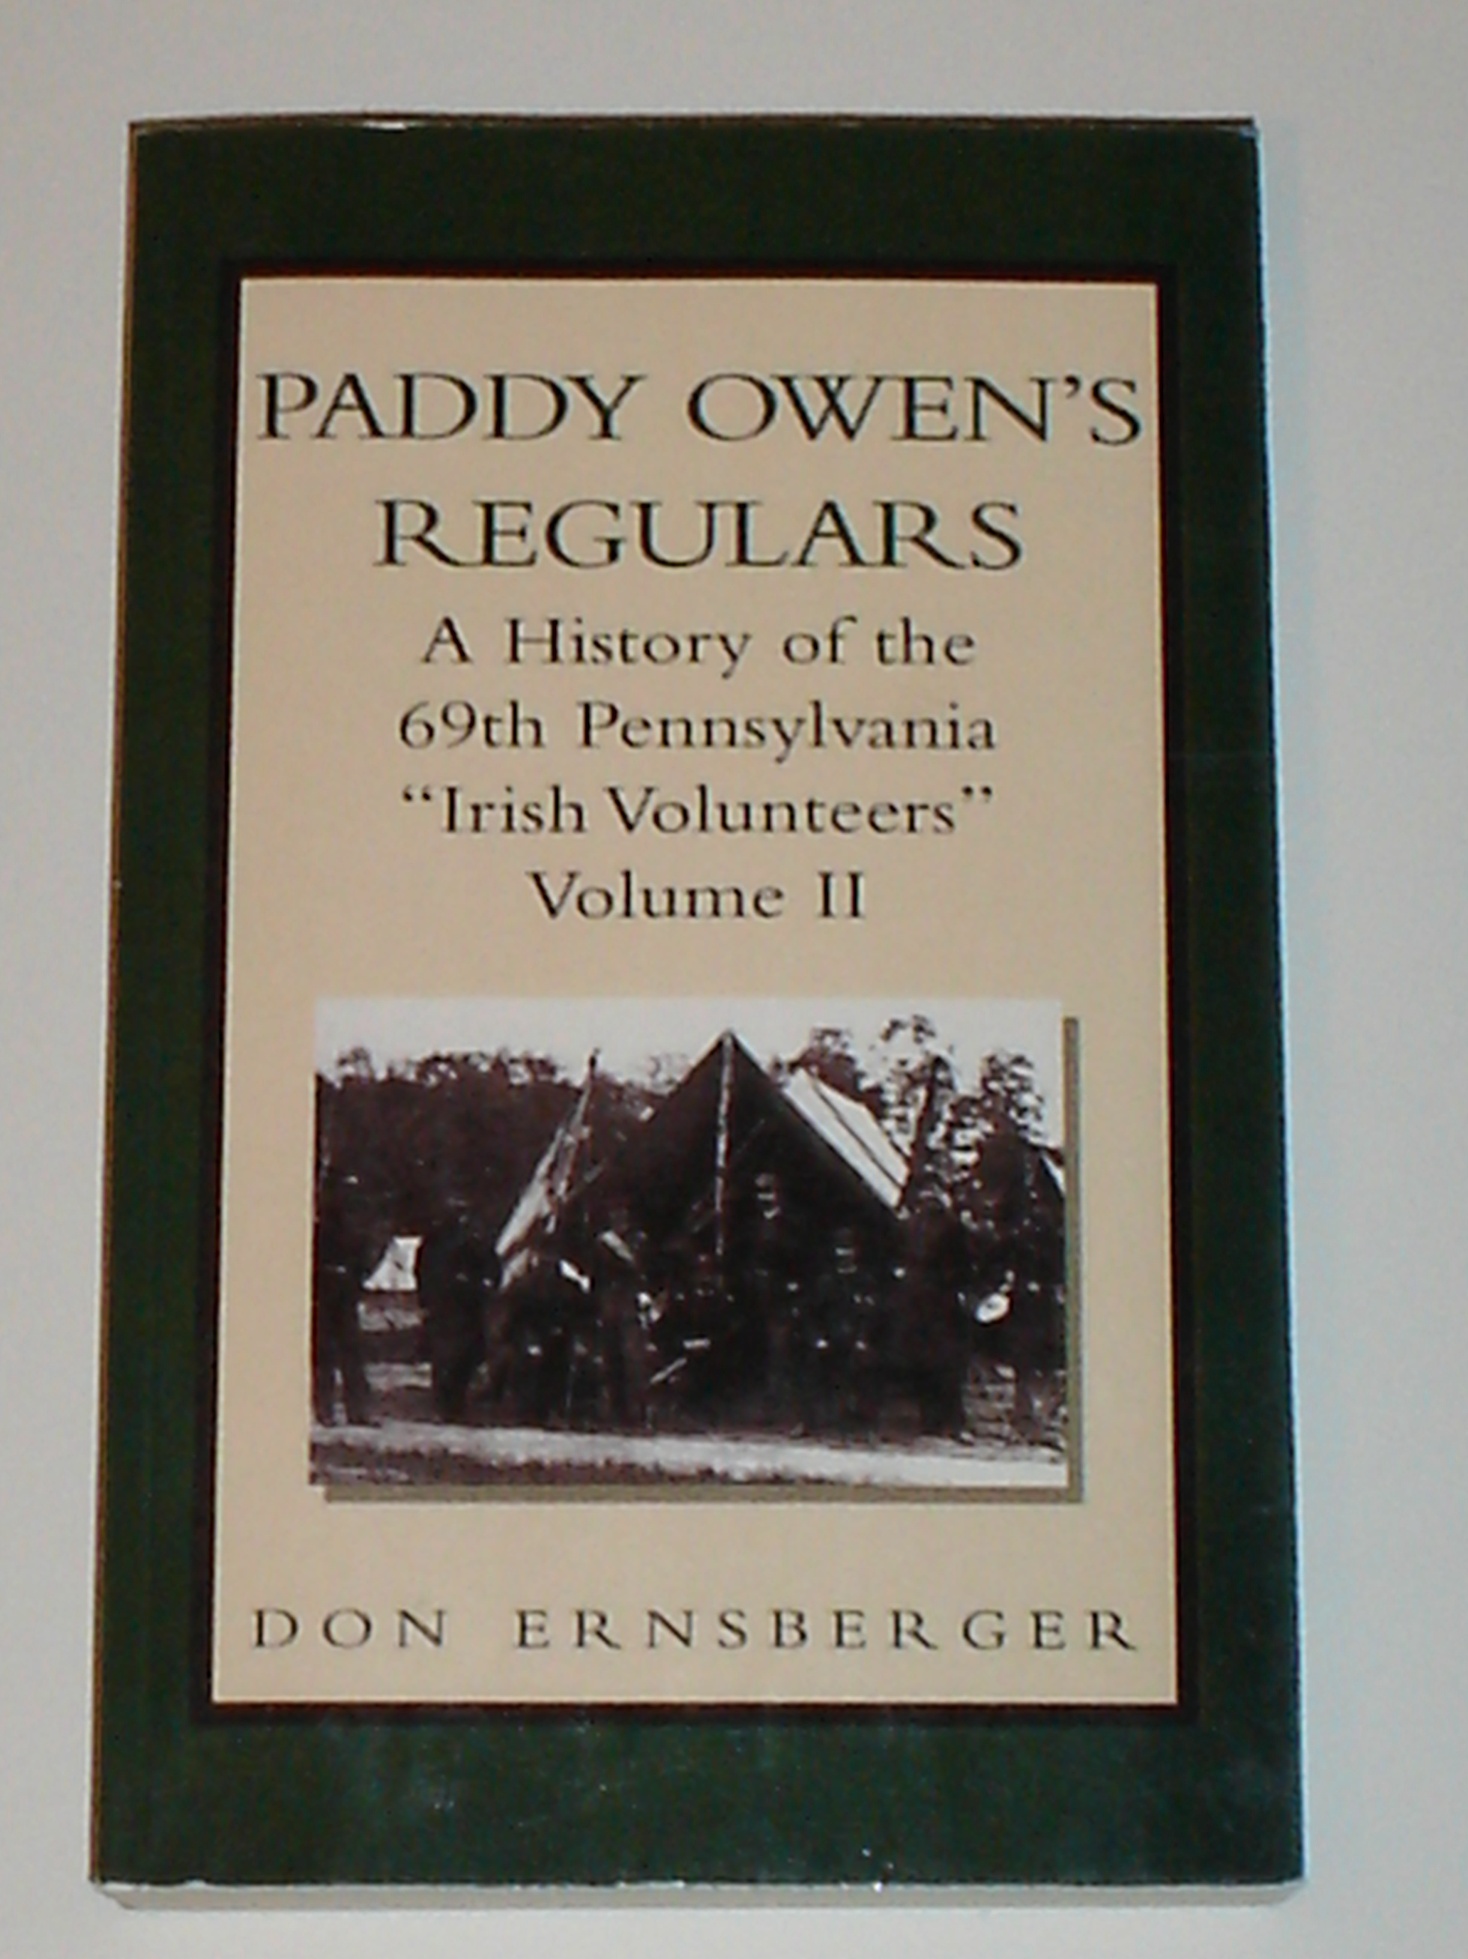 PADDY OWEN'S
REGULARS
A History of the
69th Pennsylvania
“Irish Volunteers”
Volume II
DON ERNSBERGER